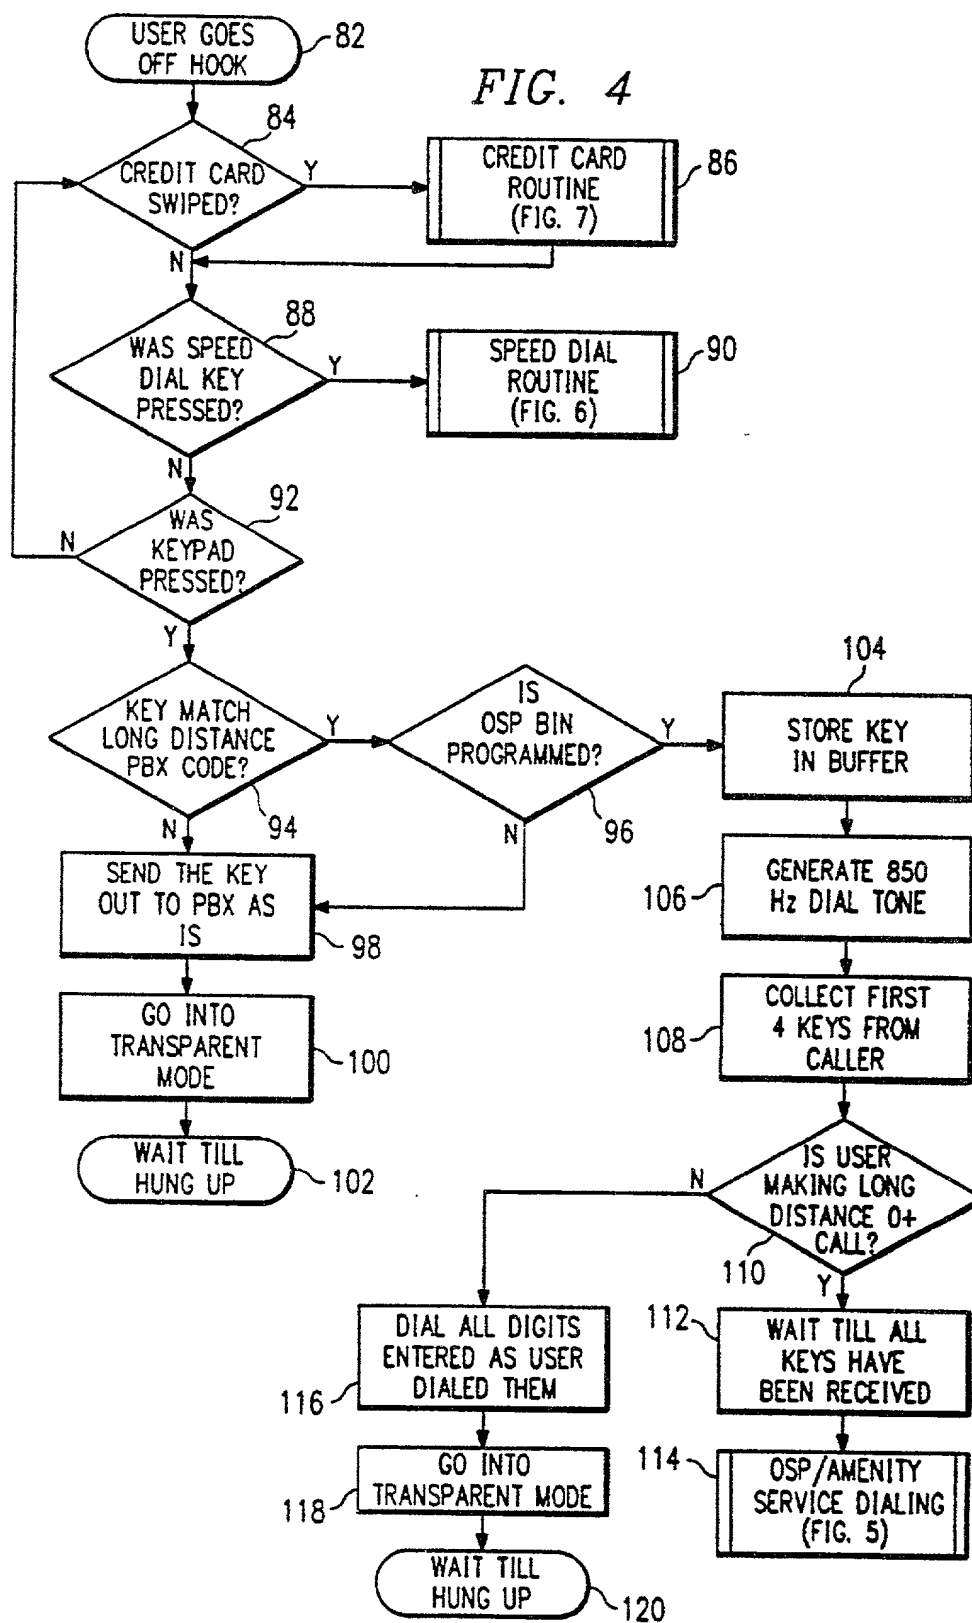 USER GOES
OFF HOOK
82
FIG. 4
84
CREDIT CARD
SWIPED?
Y
N
CREDIT CARD
ROUTINE
(FIG. 7)
86
88
WAS SPEED
DIAL KEY
PRESSED?
Y
N
SPEED DIAL
ROUTINE
(FIG. 6)
90
92
WAS
KEYPAD
PRESSED?
N
Y
KEY MATCH
LONG DISTANCE
PBX CODE?
Y
N
94
IS
OSP BIN
PROGRAMMED?
Y
N
96
104
STORE KEY
IN BUFFER
SEND THE KEY
OUT TO PBX AS
IS
98
106
GENERATE 850
Hz DIAL TONE
GO INTO
TRANSPARENT
MODE
100
108
COLLECT FIRST
4 KEYS FROM
CALLER
WAIT TILL
HUNG UP
102
IS USER
MAKING LONG
DISTANCE 0+
CALL?
N
Y
110
DIAL ALL DIGITS
ENTERED AS USER
DIALED THEM
116
112
WAIT TILL ALL
KEYS HAVE
BEEN RECEIVED
GO INTO
TRANSPARENT MODE
118
114
OSP/AMENITY
SERVICE DIALING
(FIG. 5)
WAIT TILL
HUNG UP
120